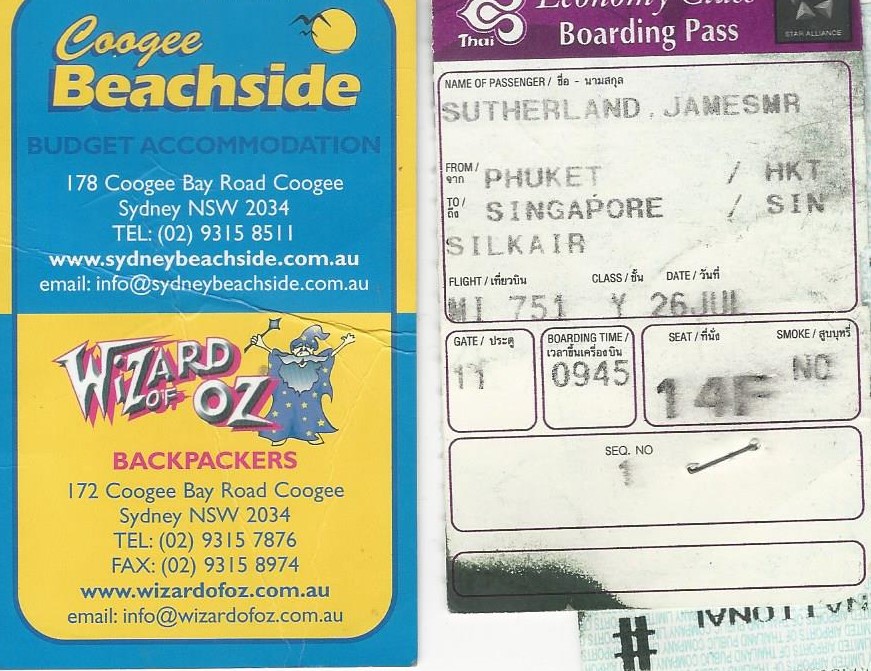 Coogee
Beachside
BUDGET ACCOMMODATION
178 Coogee Bay Road Coogee
Sydney NSW 2034
TEL: (02) 9315 8511
www.sydneybeachside.com.au
email: info@sydneybeachside.com.au
WiZARD
OF OZ
BACKPACKERS
172 Coogee Bay Road Coogee
Sydney NSW 2034
TEL: (02) 9315 7876
FAX: (02) 9315 8974
www.wizardofoz.com.au
email: info@wizardofoz.com.au
Thai
Economy Class
Boarding Pass
STAR ALLIANCE
NAME OF PASSENGER / ชื่อ - นามสกุล
SUTHERLAND.JAMESMR
FROM / จาก PHUKET / HKT
TO / ถึง SINGAPORE / SIN
SILKAIR
FLIGHT / เที่ยวบิน CLASS / ชั้น DATE / วันที่
MI 751 Y 26JUL
GATE / ประตู BOARDING TIME / เวลาขึ้นเครื่องบิน SEAT / ที่นั่ง SMOKE / สูบบุหรี่
11 0945 14F NO
SEQ. NO
1
#